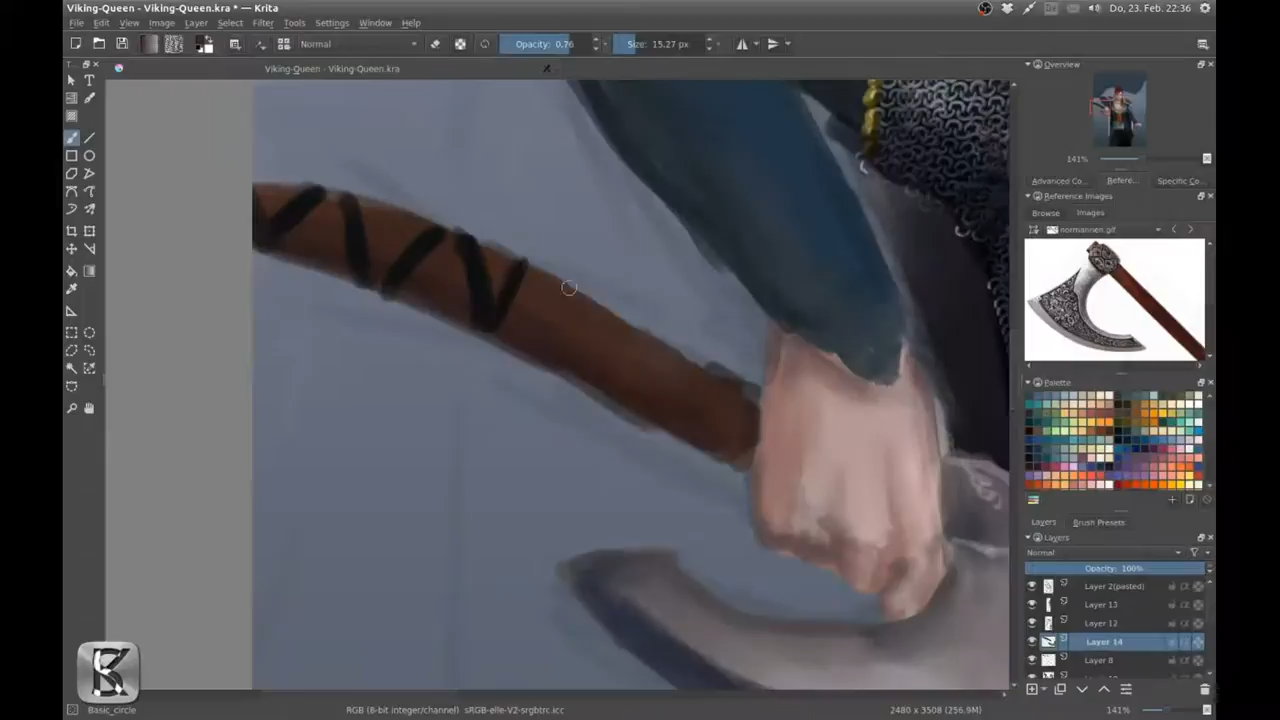 Viking-Queen - Viking-Queen.kra * — Krita
Do, 23. Feb. 22:36
File Edit View Image Layer Select Filter Tools Settings Window Help
Normal
Opacity: 0,76
Size: 15.27 px
T...
Viking-Queen - Viking-Queen.kra
Overview
141%
Advanced Co... Refere... Specific Co...
Reference Images
Browse Images
normannen.gif
Palette
Layers Brush Presets
Layers
Normal
Opacity: 100%
Layer 2(pasted)
Layer 13
Layer 12
Layer 14
Layer 8
Basic_circle
RGB (8-bit integer/channel) sRGB-elle-V2-srgbtrc.icc
2480 x 3508 (256.9M)
141%